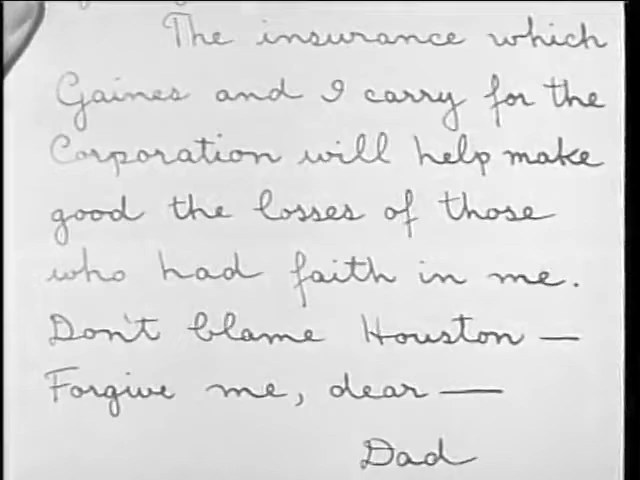 The insurance which
Gaines and I carry for the
Corporation will help make
good the losses of those
who had faith in me.
Don't blame Houston —
Forgive me, dear —
Dad